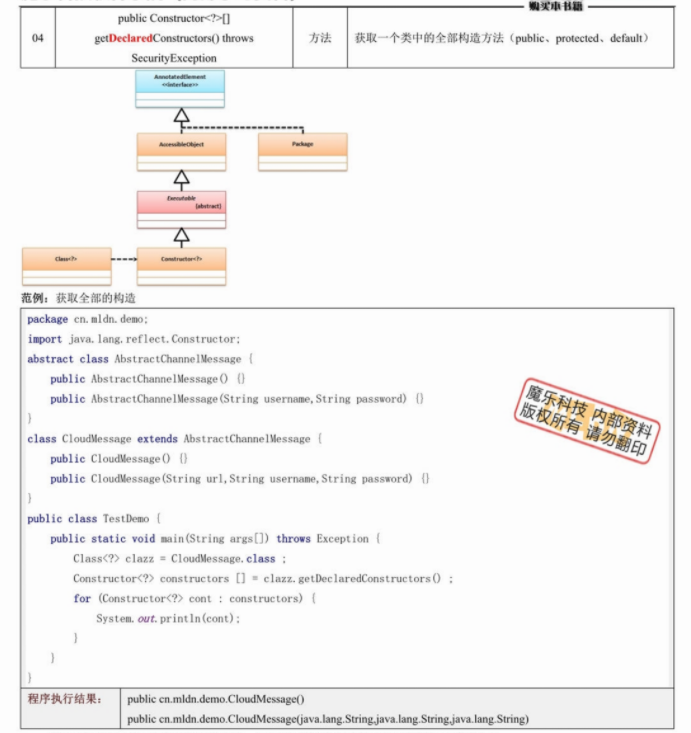 购买本书籍
04
public Constructor<?>[]
getDeclaredConstructors() throws
SecurityException
方法
获取一个类中的全部构造方法（public、protected、default）
AnnotatedElement
<<interface>>
AccessibleObject
Package
Executable
{abstract}
Class<?>
Constructor<?>
范例：获取全部的构造
package cn.mldn.demo;
import java.lang.reflect.Constructor;
abstract class AbstractChannelMessage {
public AbstractChannelMessage() {}
public AbstractChannelMessage(String username,String password) {}
}
class CloudMessage extends AbstractChannelMessage {
public CloudMessage() {}
public CloudMessage(String url,String username,String password) {}
}
public class TestDemo {
public static void main(String args[]) throws Exception {
Class<?> clazz = CloudMessage.class ;
Constructor<?> constructors [] = clazz.getDeclaredConstructors() ;
for (Constructor<?> cont : constructors) {
System.out.println(cont);
}
}
}
魔乐科技 内部资料
版权所有 请勿翻印
程序执行结果：
public cn.mldn.demo.CloudMessage()
public cn.mldn.demo.CloudMessage(java.lang.String,java.lang.String,java.lang.String)